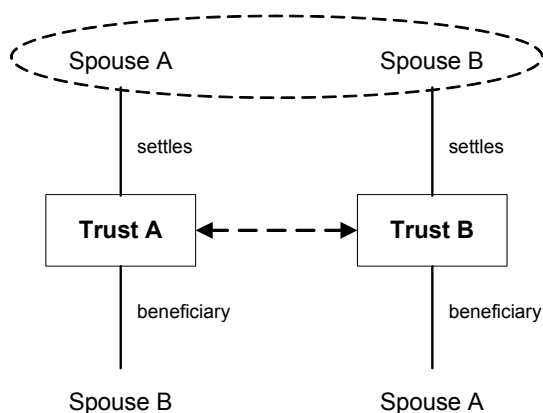 Spouse A
Spouse B
settles
settles
Trust A
Trust B
beneficiary
beneficiary
Spouse B
Spouse A